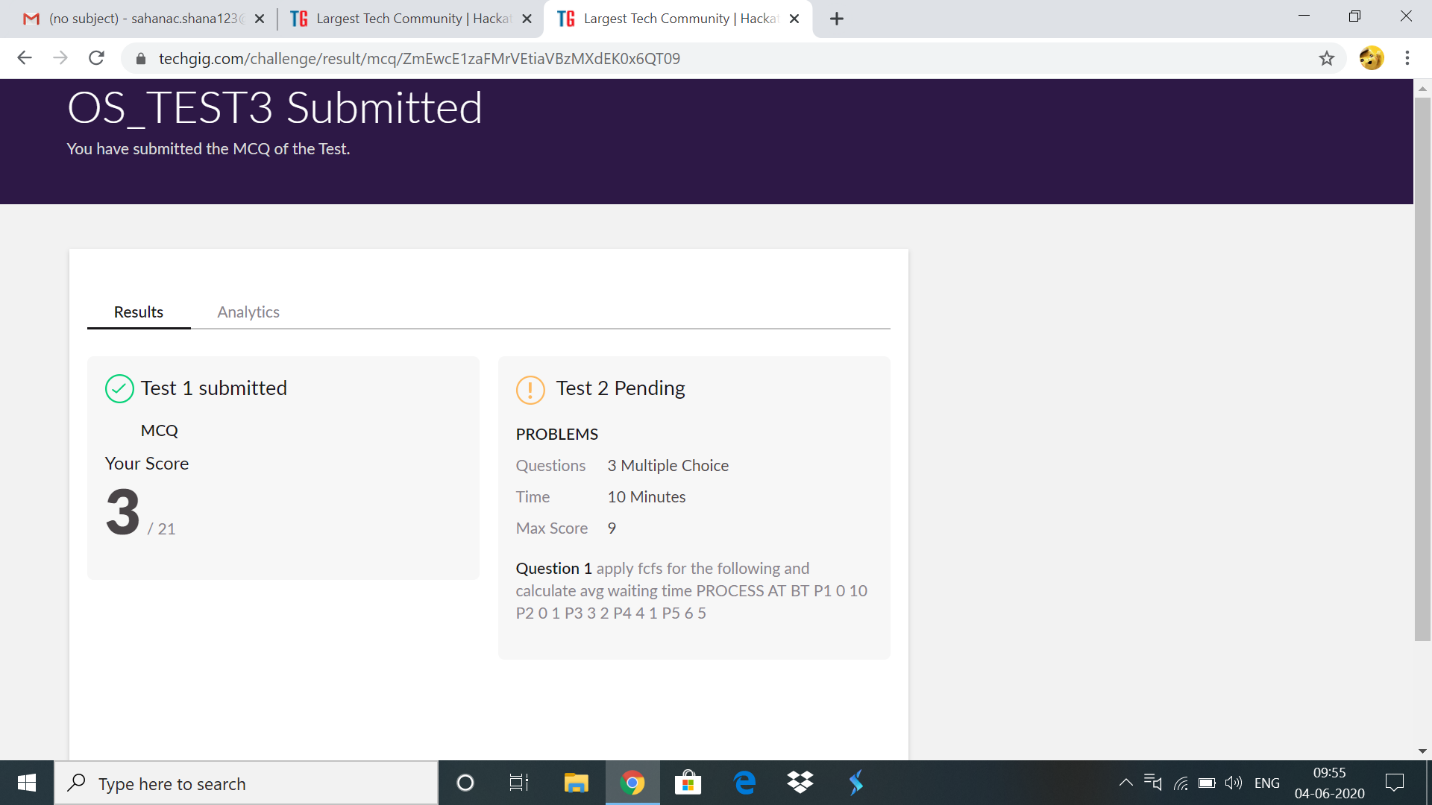 (no subject) - sahanac.shana123@
Largest Tech Community | Hackat
Largest Tech Community | Hackat
techgig.com/challenge/result/mcq/ZmEwcE1zaFMrVEtiaVBzMXdEK0x6QT09
OS_TEST3 Submitted
You have submitted the MCQ of the Test.
Results
Analytics
Test 1 submitted
MCQ
Your Score
3 / 21
Test 2 Pending
PROBLEMS
Questions 3 Multiple Choice
Time 10 Minutes
Max Score 9
Question 1 apply fcfs for the following and
calculate avg waiting time PROCESS AT BT P1 0 10
P2 0 1 P3 3 2 P4 4 1 P5 6 5
Type here to search
ENG
09:55
04-06-2020